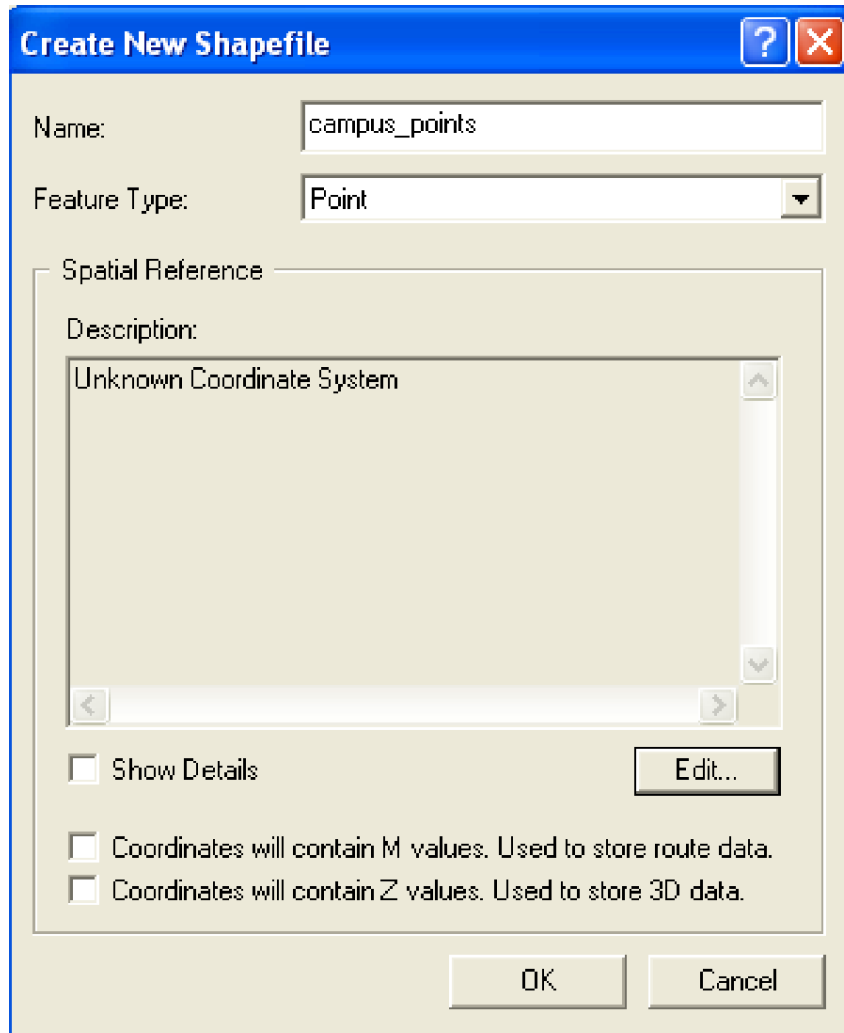 Create New Shapefile
Name: campus_points
Feature Type: Point
Spatial Reference
Description:
Unknown Coordinate System
Show Details Edit...
Coordinates will contain M values. Used to store route data.
Coordinates will contain Z values. Used to store 3D data.
OK Cancel